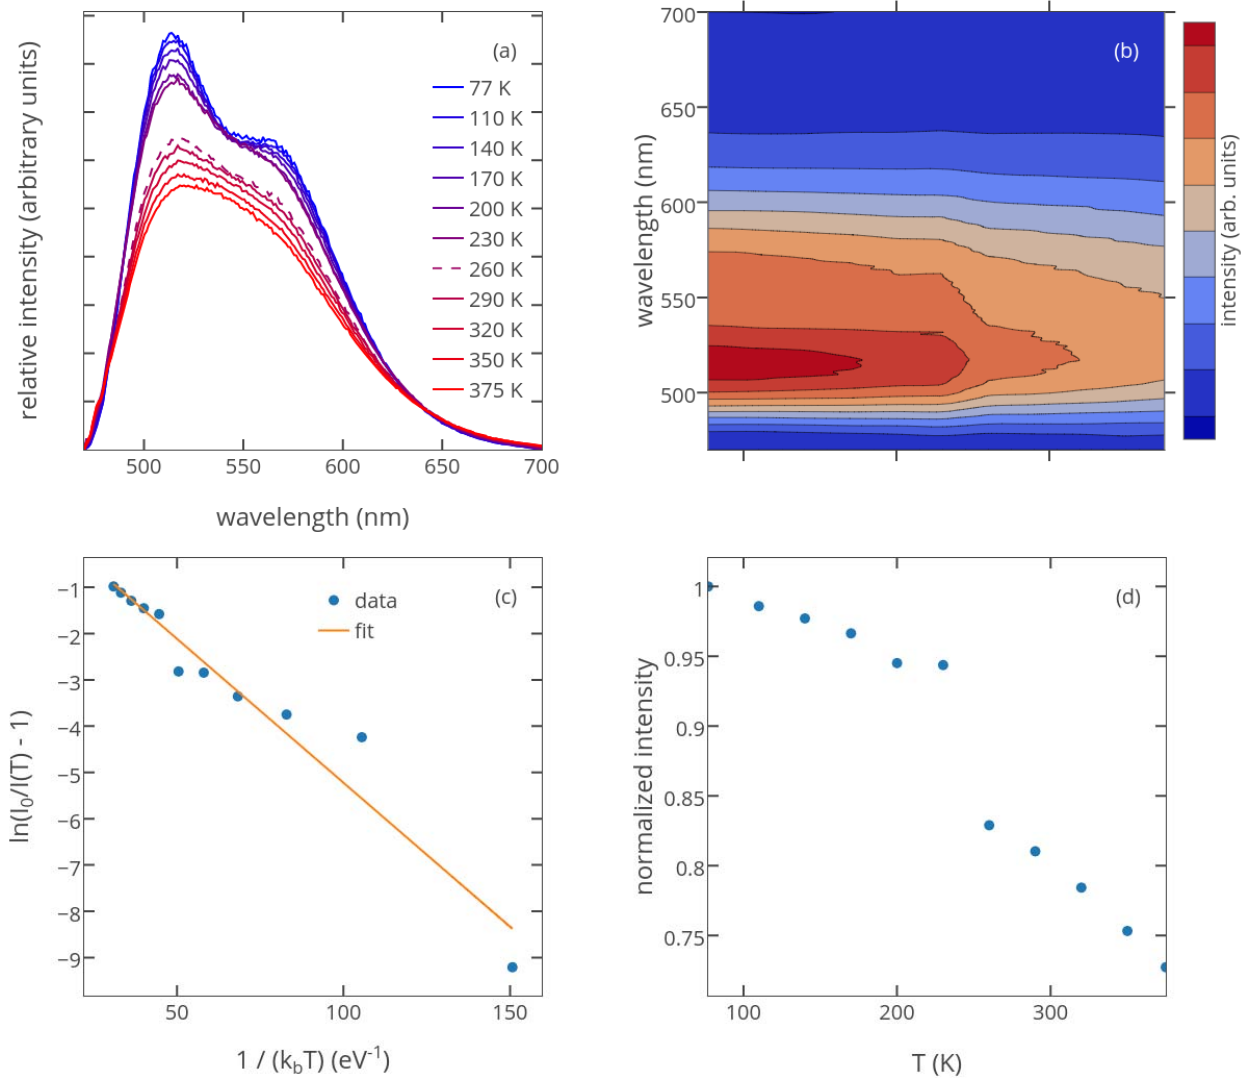 relative intensity (arbitrary units)
(a)
77 K
110 K
140 K
170 K
200 K
230 K
260 K
290 K
320 K
350 K
375 K
500
550
600
650
700
wavelength (nm)
700
650
600
550
500
wavelength (nm)
(b)
intensity (arb. units)
−1
−2
−3
−4
−5
−6
−7
−8
−9
ln(I₀/I(T) - 1)
(c)
data
fit
50
100
150
1 / (k_bT) (eV⁻¹)
1
0.95
0.9
0.85
0.8
0.75
normalized intensity
(d)
100
200
300
T (K)